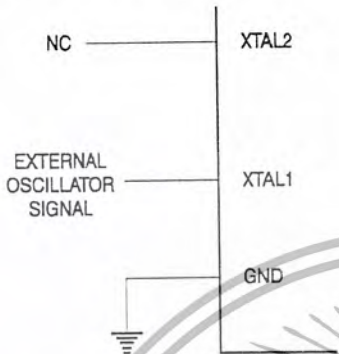 NC
XTAL2
EXTERNAL
OSCILLATOR
SIGNAL
XTAL1
GND